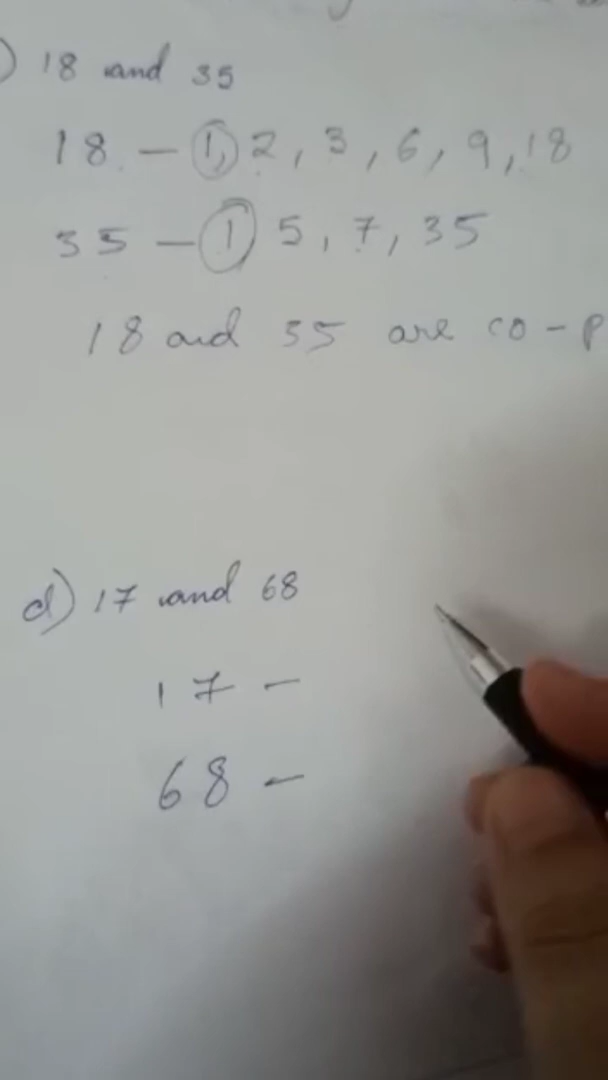 ) 18 and 35
18 - 1, 2, 3, 6, 9, 18
35 - 1 5, 7, 35
18 and 35 are co-p
d) 17 and 68
17 -
68 -